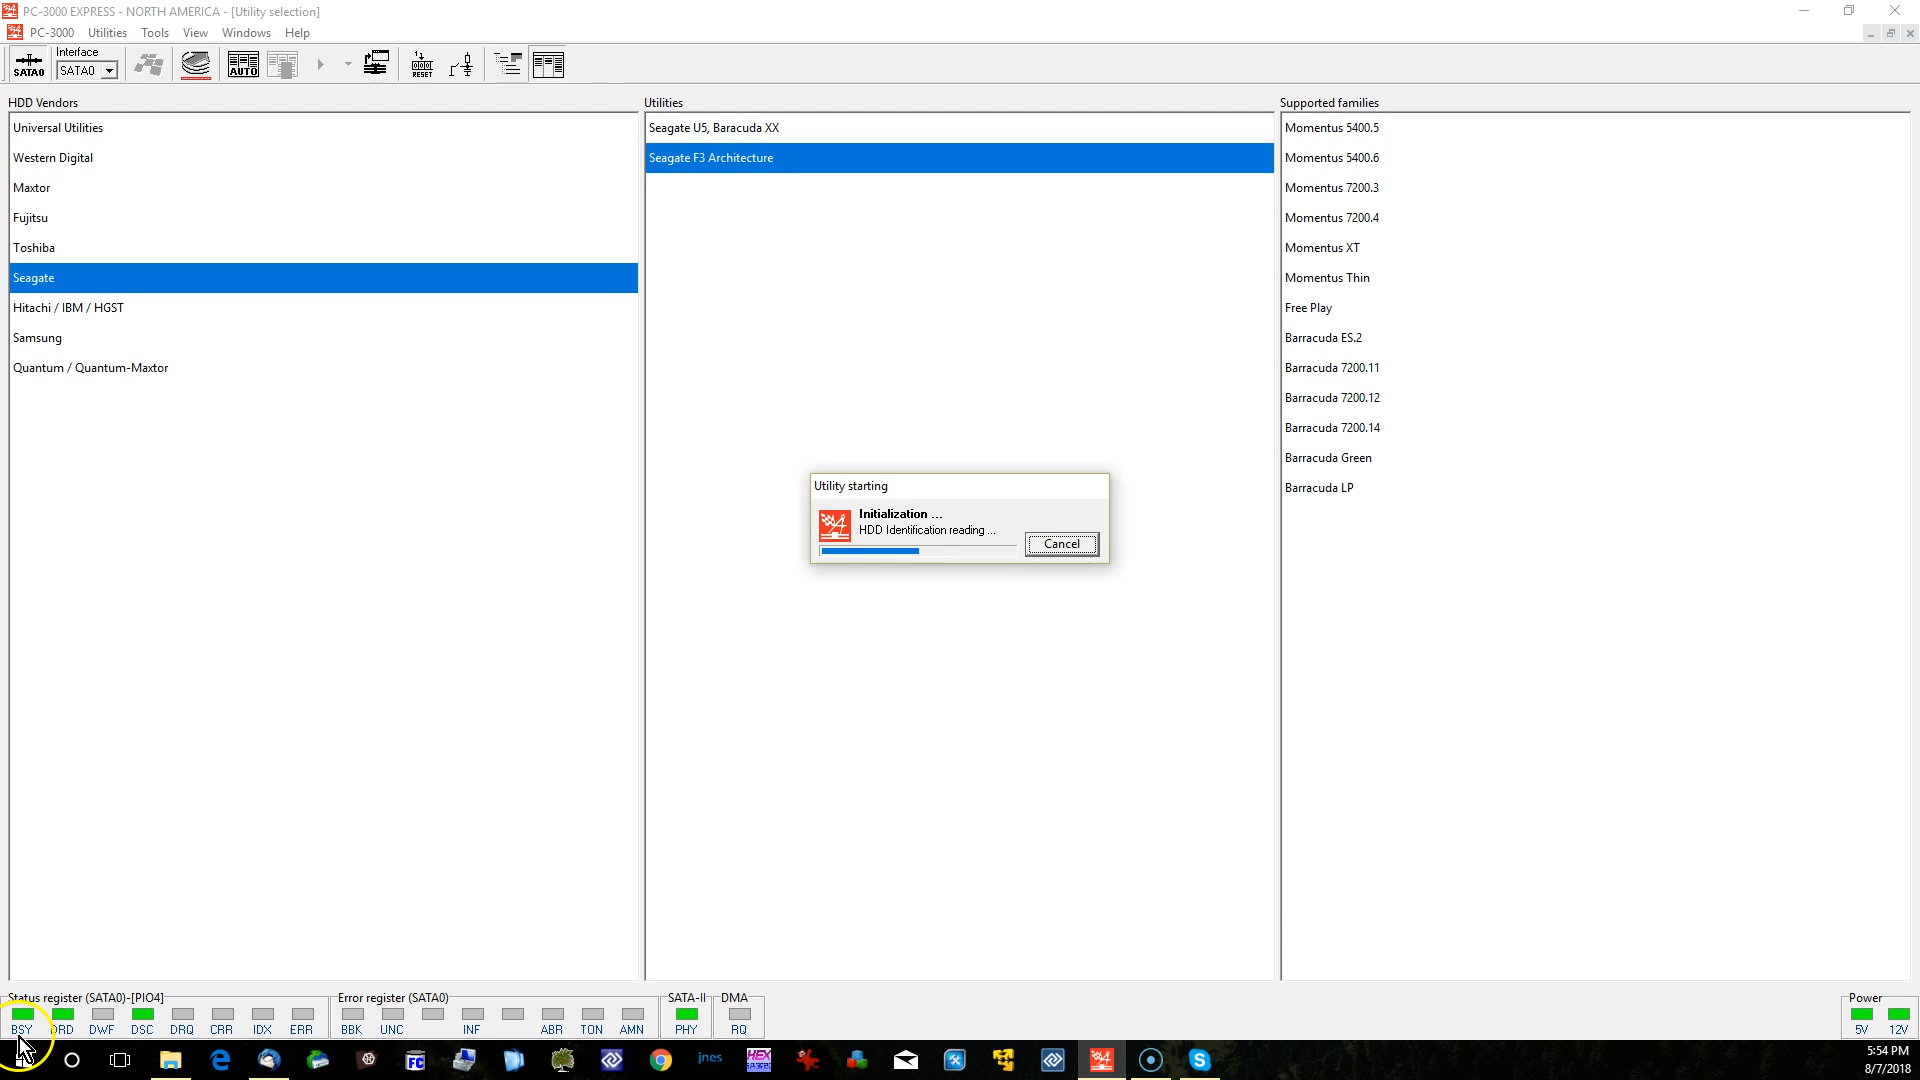 PC-3000 EXPRESS - NORTH AMERICA - [Utility selection]
PC-3000 Utilities Tools View Windows Help
SATA0
Interface
SATA0
AUTO
RESET
HDD Vendors
Universal Utilities
Western Digital
Maxtor
Fujitsu
Toshiba
Seagate
Hitachi / IBM / HGST
Samsung
Quantum / Quantum-Maxtor
Utilities
Seagate U5, Baracuda XX
Seagate F3 Architecture
Supported families
Momentus 5400.5
Momentus 5400.6
Momentus 7200.3
Momentus 7200.4
Momentus XT
Momentus Thin
Free Play
Barracuda ES.2
Barracuda 7200.11
Barracuda 7200.12
Barracuda 7200.14
Barracuda Green
Barracuda LP
Utility starting
Initialization ...
HDD Identification reading ...
Cancel
Status register (SATA0)-[PIO4]
BSY DRD DWF DSC DRQ CRR IDX ERR
Error register (SATA0)
BBK UNC INF ABR TON AMN
SATA-II
PHY
DMA
RQ
Power
5V 12V
FC
jnes
HEX
5:54 PM
8/7/2018